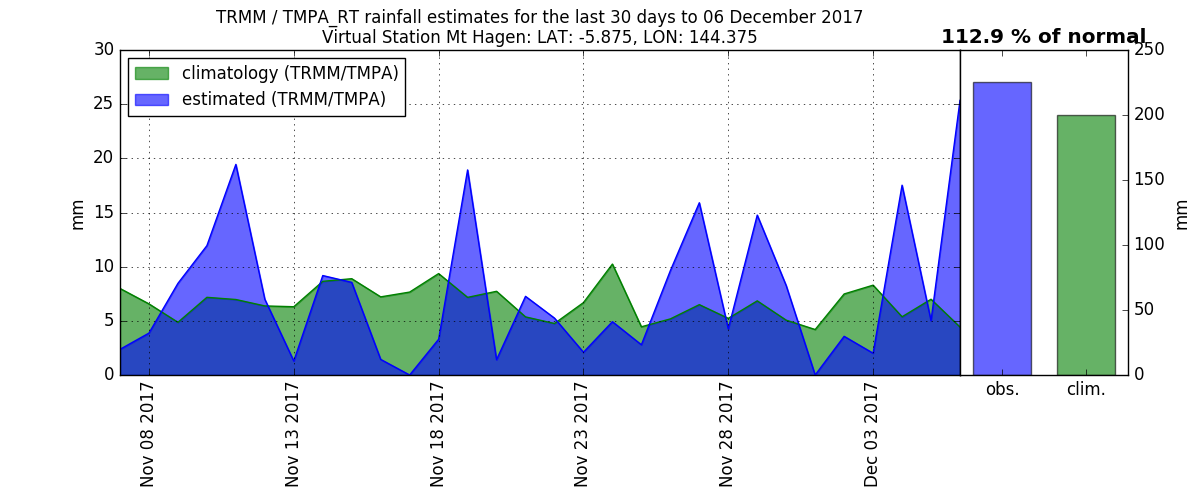 TRMM / TMPA_RT rainfall estimates for the last 30 days to 06 December 2017
Virtual Station Mt Hagen: LAT: -5.875, LON: 144.375
112.9 % of normal
climatology (TRMM/TMPA)
estimated (TRMM/TMPA)
30
25
20
15
10
5
0
mm
Nov 08 2017
Nov 13 2017
Nov 18 2017
Nov 23 2017
Nov 28 2017
Dec 03 2017
obs.
clim.
250
200
150
100
50
0
mm